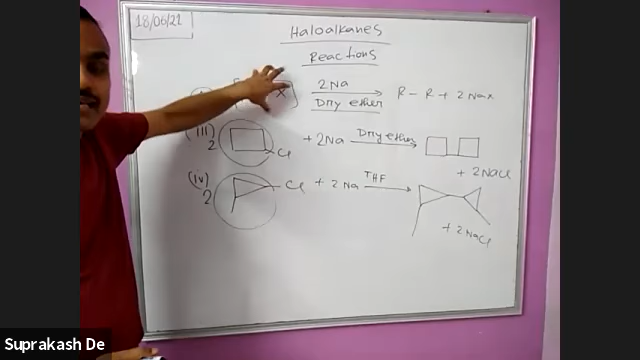 18/06/21
Haloalkanes
Reactions
X 2Na R-R + 2NaX
Dry ether
(iii) 2 Cl + 2Na Dry ether
+ 2NaCl
(iv) 2 Cl + 2Na THF
+ 2NaCl
Suprakash De